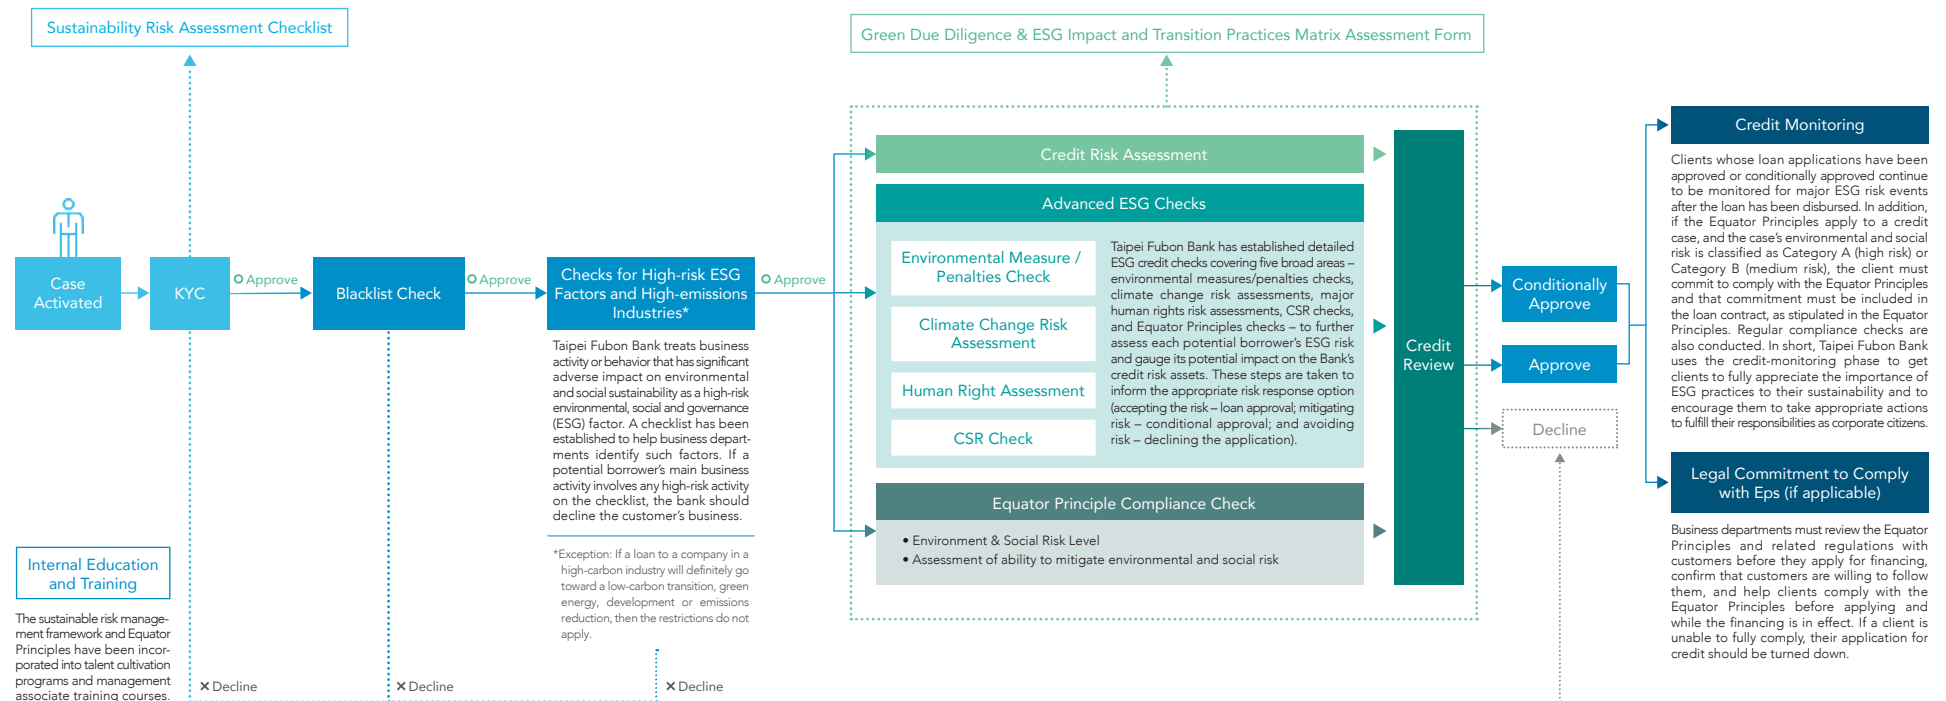 Sustainability Risk Assessment Checklist
Green Due Diligence & ESG Impact and Transition Practices Matrix Assessment Form
Case
Activated
KYC
Approve
Blacklist Check
Approve
Checks for High-risk ESG
Factors and High-emissions
Industries*
Approve
Taipei Fubon Bank treats business
activity or behavior that has significant
adverse impact on environmental
and social sustainability as a high-risk
environmental, social and governance
(ESG) factor. A checklist has been
established to help business depart-
ments identify such factors. If a
potential borrower's main business
activity involves any high-risk activity
on the checklist, the bank should
decline the customer's business.
*Exception: If a loan to a company in a
high-carbon industry will definitely go
toward a low-carbon transition, green
energy, development or emissions
reduction, then the restrictions do not
apply.
Internal Education
and Training
The sustainable risk manage-
ment framework and Equator
Principles have been incor-
porated into talent cultivation
programs and management
associate training courses.
Decline
Decline
Decline
Credit Risk Assessment
Advanced ESG Checks
Environmental Measure /
Penalties Check
Climate Change Risk
Assessment
Human Right Assessment
CSR Check
Taipei Fubon Bank has established detailed
ESG credit checks covering five broad areas –
environmental measures/penalties checks,
climate change risk assessments, major
human rights risk assessments, CSR checks,
and Equator Principles checks – to further
assess each potential borrower's ESG risk
and gauge its potential impact on the Bank's
credit risk assets. These steps are taken to
inform the appropriate risk response option
(accepting the risk – loan approval; mitigating
risk – conditional approval; and avoiding
risk – declining the application).
Equator Principle Compliance Check
• Environment & Social Risk Level
• Assessment of ability to mitigate environmental and social risk
Credit
Review
Conditionally
Approve
Approve
Decline
Credit Monitoring
Clients whose loan applications have been
approved or conditionally approved continue
to be monitored for major ESG risk events
after the loan has been disbursed. In addition,
if the Equator Principles apply to a credit
case, and the case's environmental and social
risk is classified as Category A (high risk) or
Category B (medium risk), the client must
commit to comply with the Equator Principles
and that commitment must be included in
the loan contract, as stipulated in the Equator
Principles. Regular compliance checks are
also conducted. In short, Taipei Fubon Bank
uses the credit-monitoring phase to get
clients to fully appreciate the importance of
ESG practices to their sustainability and to
encourage them to take appropriate actions
to fulfill their responsibilities as corporate citizens.
Legal Commitment to Comply
with Eps (if applicable)
Business departments must review the Equator
Principles and related regulations with
customers before they apply for financing,
confirm that customers are willing to follow
them, and help clients comply with the
Equator Principles before applying and
while the financing is in effect. If a client is
unable to fully comply, their application for
credit should be turned down.